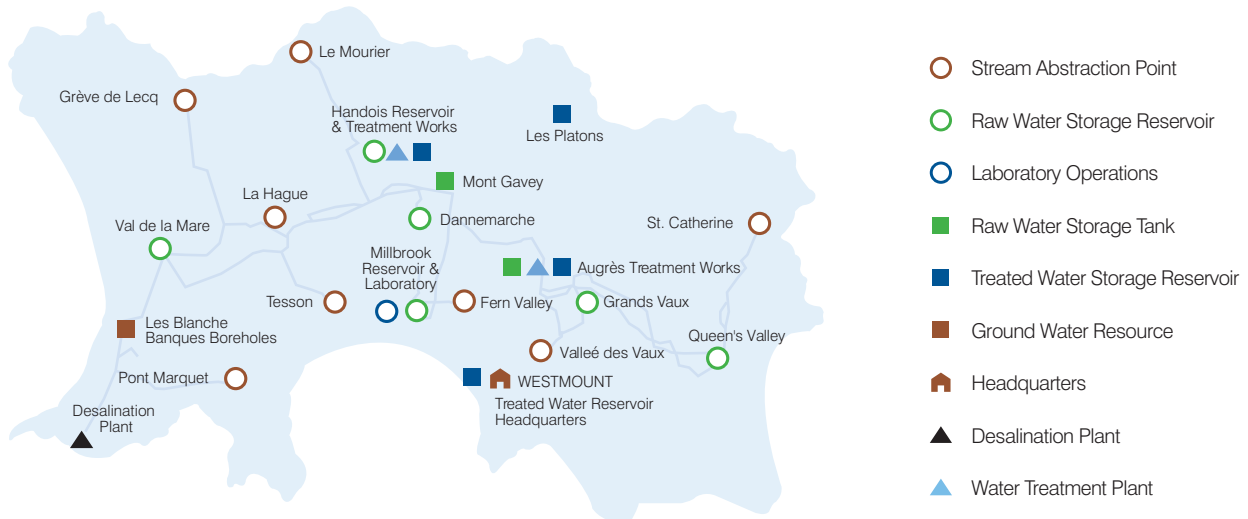 Le Mourier
Grève de Lecq
Handois Reservoir
& Treatment Works
Les Platons
Mont Gavey
La Hague
Dannemarche
St. Catherine
Val de la Mare
Millbrook
Reservoir &
Laboratory
Augrès Treatment Works
Tesson
Fern Valley
Grands Vaux
Les Blanche
Banques Boreholes
Queen's Valley
Valleé des Vaux
Pont Marquet
WESTMOUNT
Treated Water Reservoir
Headquarters
Desalination
Plant
Stream Abstraction Point
Raw Water Storage Reservoir
Laboratory Operations
Raw Water Storage Tank
Treated Water Storage Reservoir
Ground Water Resource
Headquarters
Desalination Plant
Water Treatment Plant